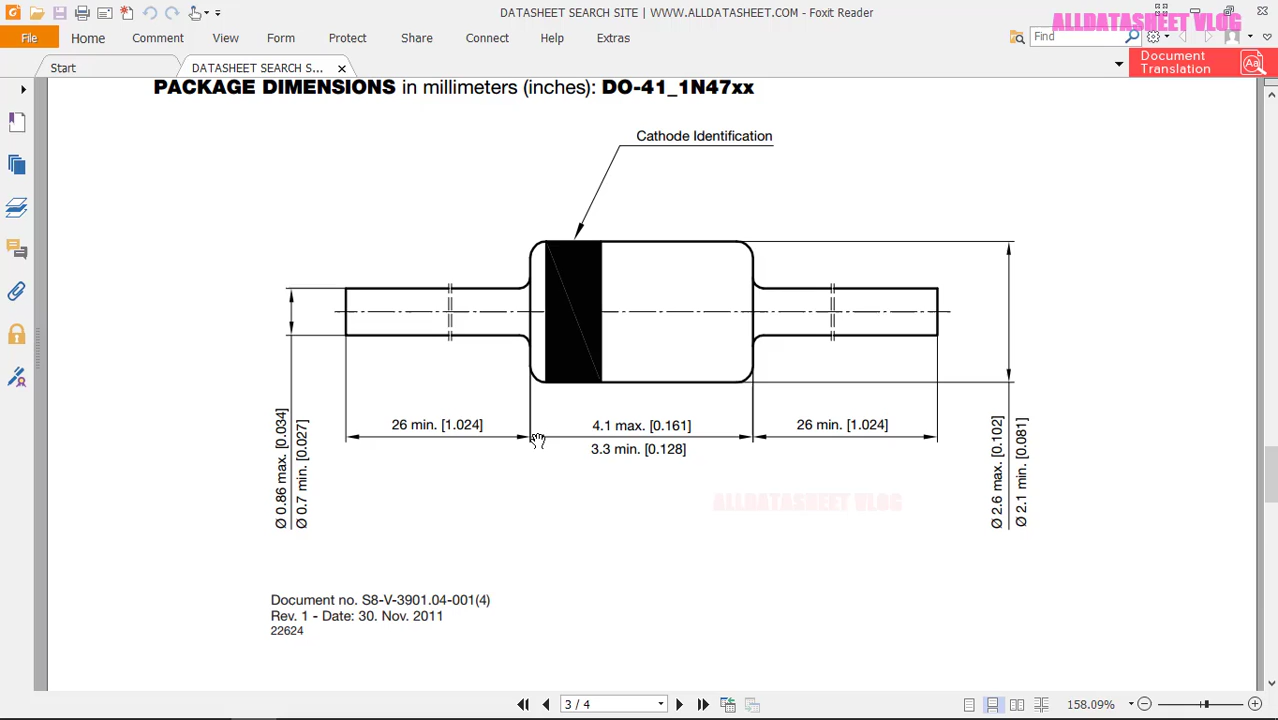 DATASHEET SEARCH SITE | WWW.ALLDATASHEET.COM - Foxit Reader
ALLDATASHEET VLOG
File Home Comment View Form Protect Share Connect Help Extras
Find
Start
DATASHEET SEARCH S...
Document
Translation
PACKAGE DIMENSIONS in millimeters (inches): DO-41_1N47xx
Cathode Identification
26 min. [1.024]
4.1 max. [0.161]
3.3 min. [0.128]
26 min. [1.024]
Ø 0.86 max. [0.034]
Ø 0.7 min. [0.027]
Ø 2.6 max. [0.102]
Ø 2.1 min. [0.081]
ALLDATASHEET VLOG
Document no. S8-V-3901.04-001(4)
Rev. 1 - Date: 30. Nov. 2011
22624
3 / 4
158.09%